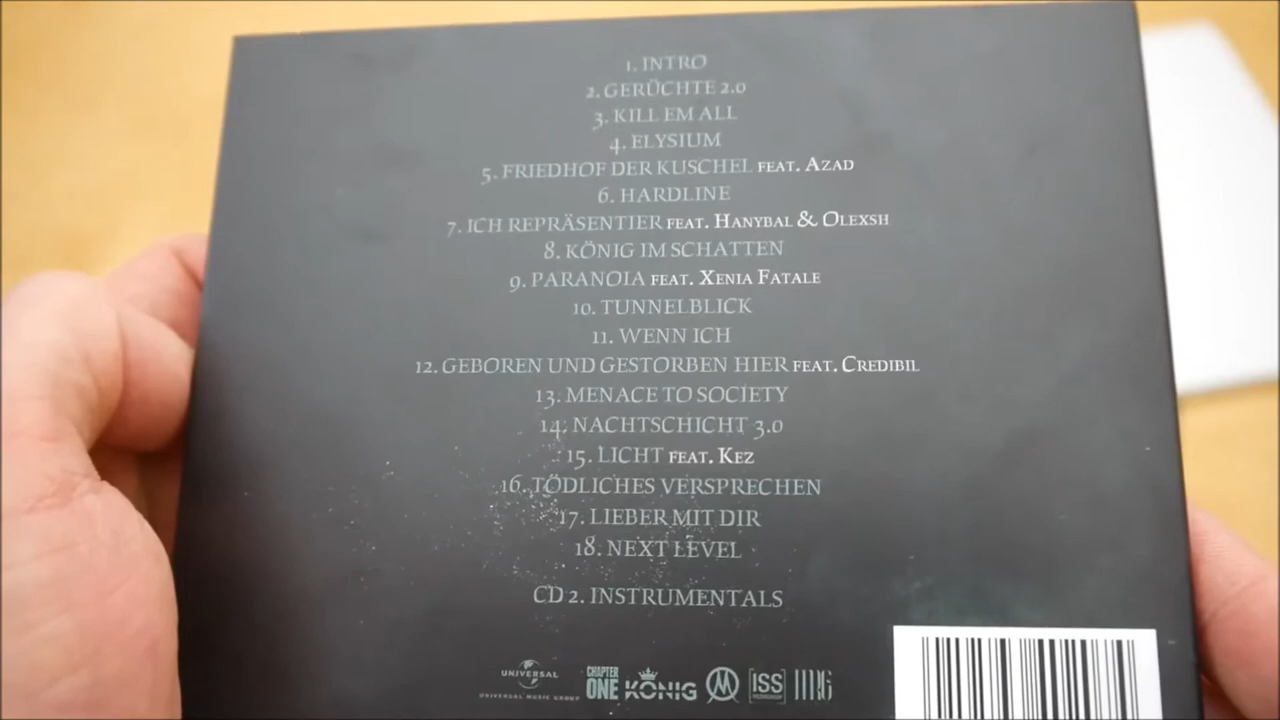 1. INTRO
2. GERÜCHTE 2.0
3. KILL EM ALL
4. ELYSIUM
5. FRIEDHOF DER KUSCHEL FEAT. AZAD
6. HARDLINE
7. ICH REPRÄSENTIER FEAT. HANYBAL & OLEXSH
8. KÖNIG IM SCHATTEN
9. PARANOIA FEAT. XENIA FATALE
10. TUNNELBLICK
11. WENN ICH
12. GEBOREN UND GESTORBEN HIER FEAT. CREDIBIL
13. MENACE TO SOCIETY
14. NACHTSCHICHT 3.0
15. LICHT FEAT. KEZ
16. TÖDLICHES VERSPRECHEN
17. LIEBER MIT DIR
18. NEXT LEVEL
CD 2. INSTRUMENTALS
UNIVERSAL
UNIVERSAL MUSIC GROUP
CHAPTER
ONE
KÖNIG
ISS